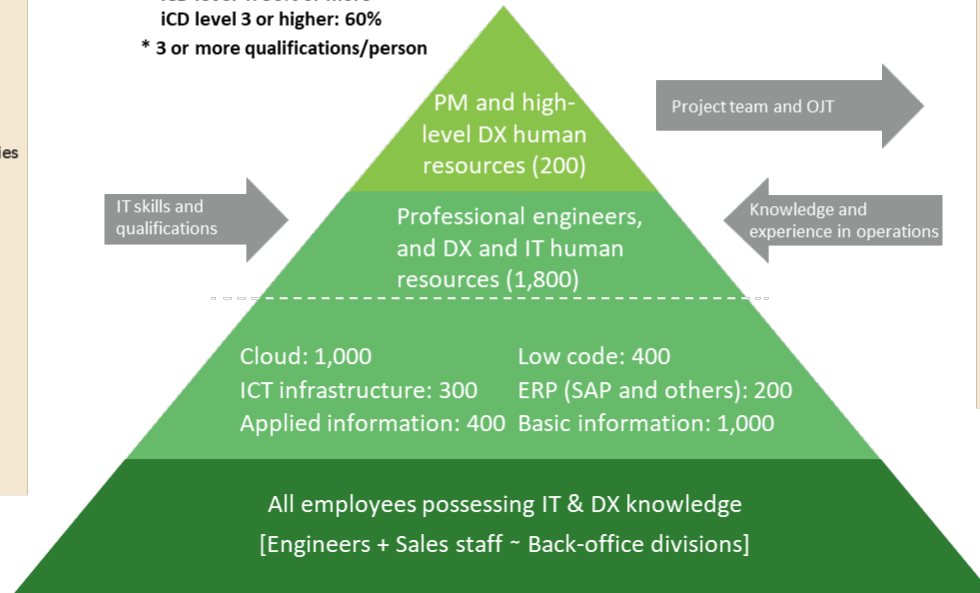 iCD level 3 or higher: 60%
* 3 or more qualifications/person
PM and high-
level DX human
resources (200)
Project team and OJT
ies
IT skills and
qualifications
Professional engineers,
and DX and IT human
resources (1,800)
Knowledge and
experience in operations
Cloud: 1,000
Low code: 400
ICT infrastructure: 300
ERP (SAP and others): 200
Applied information: 400
Basic information: 1,000
All employees possessing IT & DX knowledge
[Engineers + Sales staff ~ Back-office divisions]